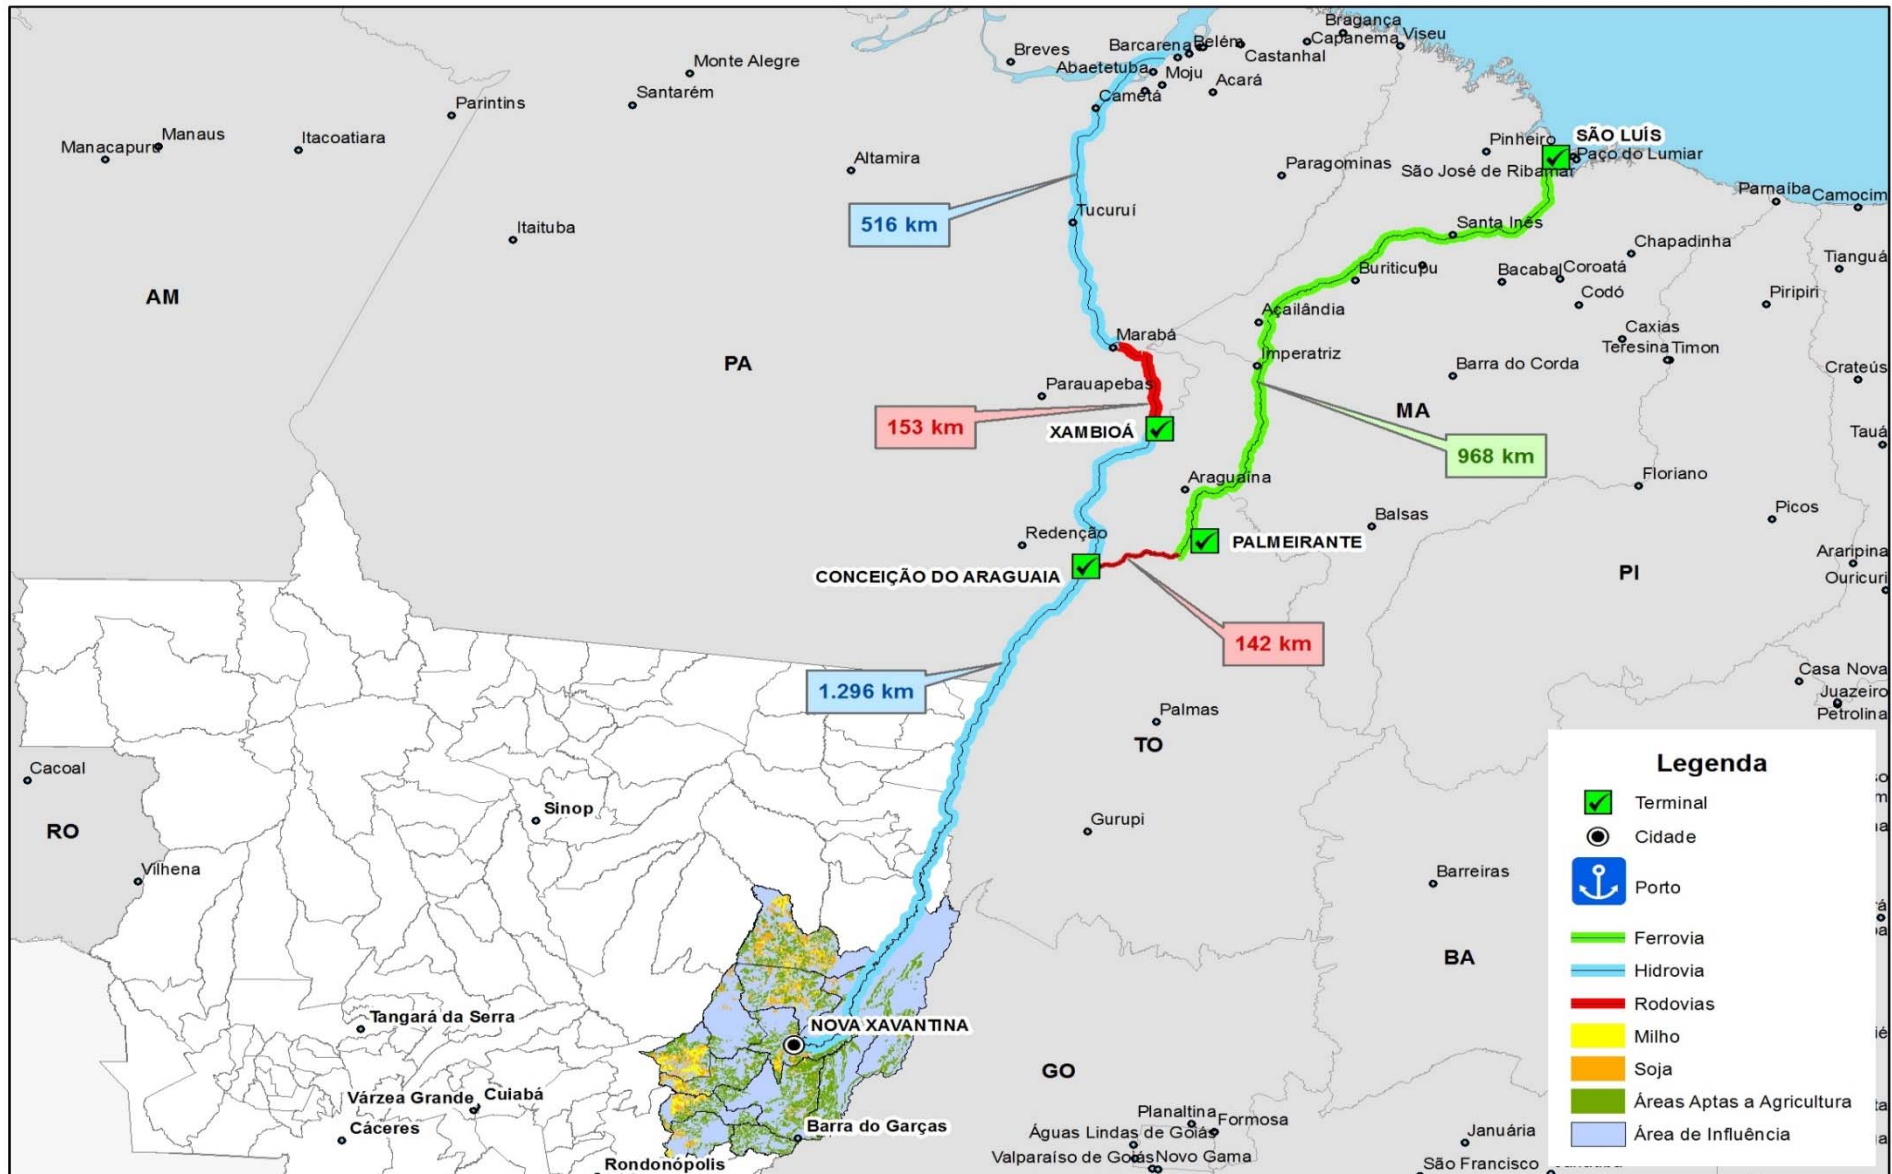 Bragança
Viseu
Capanema
Belém
Barcarena
Castanhal
Breves
Abaetetuba
Moju
Acará
Monte Alegre
Santarém
Cametá
Parintins
Manaus
Itacoatiara
Manacapuru
Altamira
Pinheiro
SÃO LUÍS
Paço do Lumiar
Paragominas
São José de Ribamar
Parnaíba
Camocim
516 km
Tucuruí
Santa Inês
Itaituba
Chapadinha
Tianguá
Buriticupu
Bacabal
Coroatá
AM
Codó
Piripiri
Açailândia
Caxias
Marabá
Teresina
Timon
PA
Imperatriz
Barra do Corda
Crateús
Parauapebas
MA
153 km
XAMBIOÁ
Tauá
968 km
Araguaína
Floriano
Balsas
Picos
Redenção
PALMEIRANTE
Araripina
CONCEIÇÃO DO ARAGUAIA
PI
Ouricuri
142 km
Casa Nova
1.296 km
Juazeiro
Palmas
Petrolina
TO
Cacoal
Sinop
Gurupi
RO
Vilhena
Barreiras
BA
NOVA XAVANTINA
Tangará da Serra
GO
Várzea Grande
Cuiabá
Planaltina
Formosa
Cáceres
Barra do Garças
Águas Lindas de Goiás
Januária
Valparaíso de Goiás
Novo Gama
Rondonópolis
São Francisco
Legenda
Terminal
Cidade
Porto
Ferrovia
Hidrovia
Rodovias
Milho
Soja
Áreas Aptas a Agricultura
Área de Influência